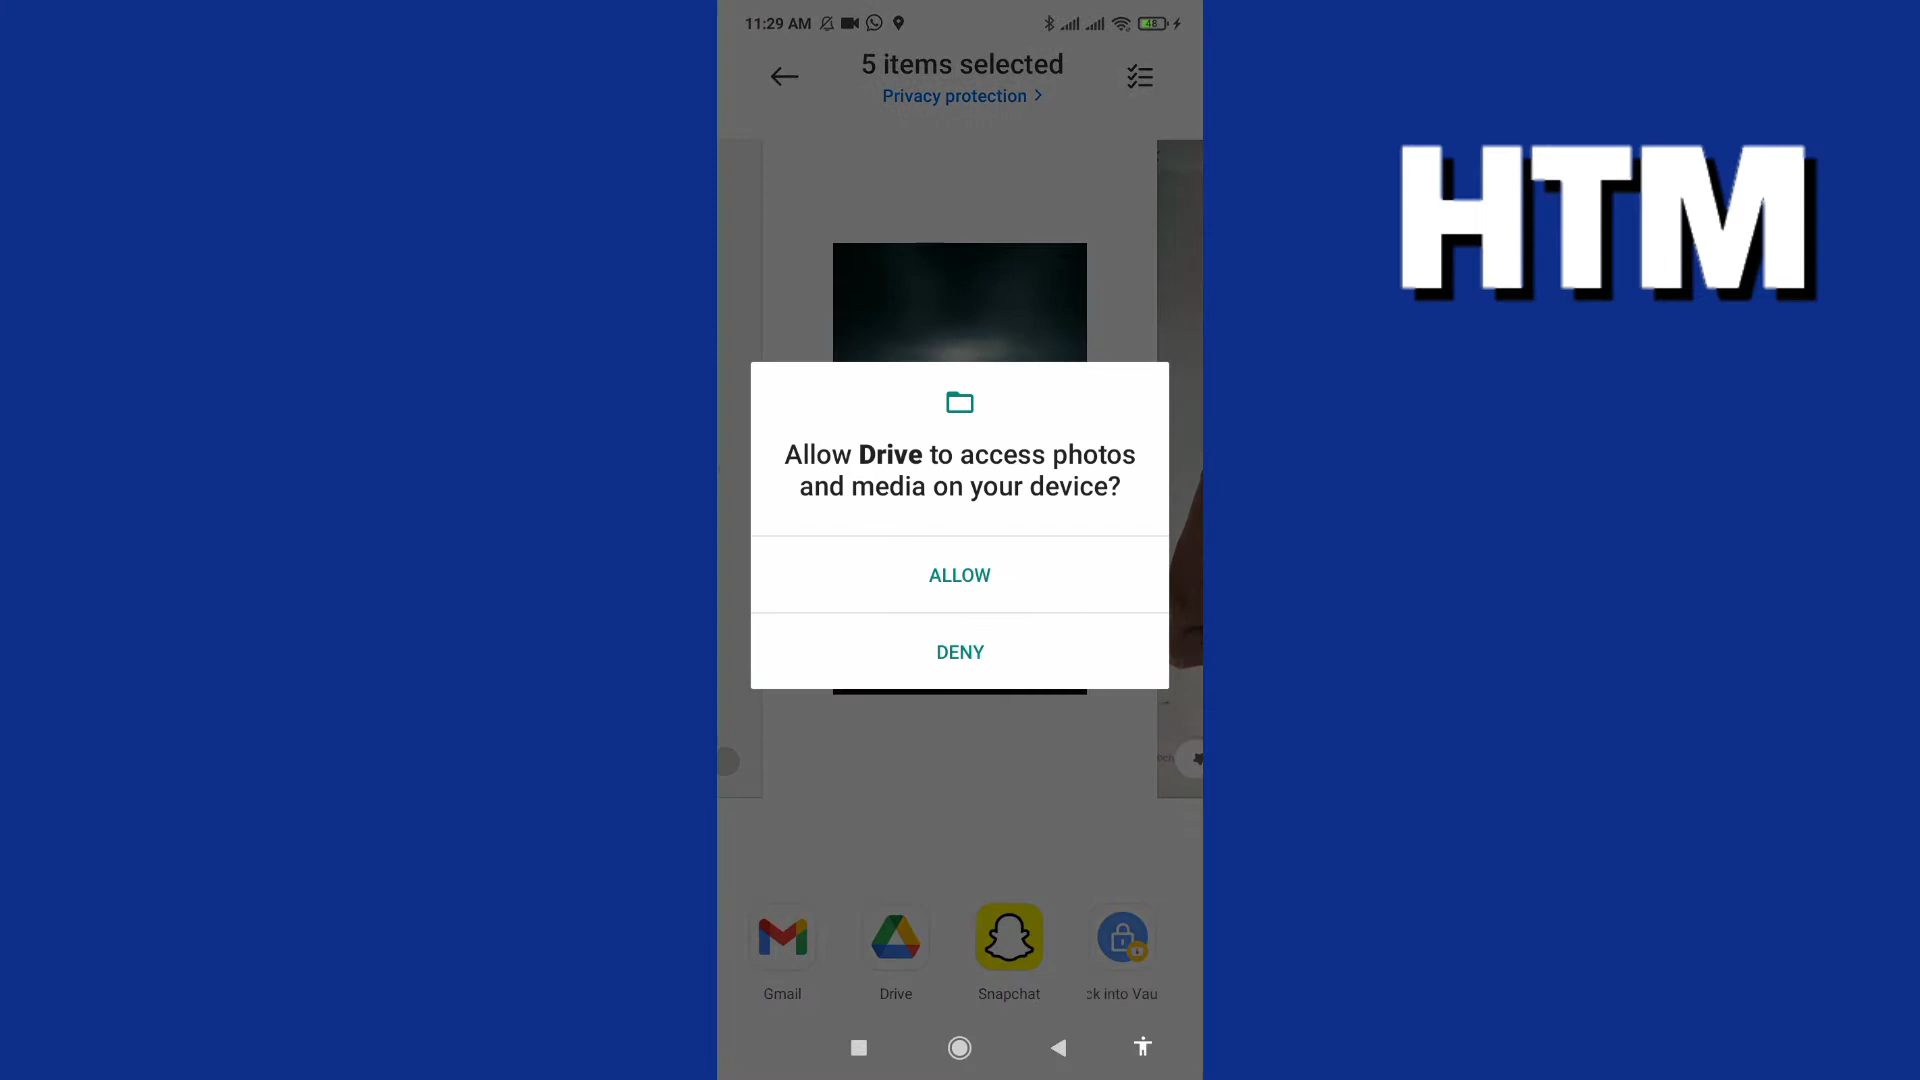 11:29 AM
48
5 items selected
Privacy protection
HTM
Allow Drive to access photos
and media on your device?
ALLOW
DENY
Gmail
Drive
Snapchat
ck into Vau